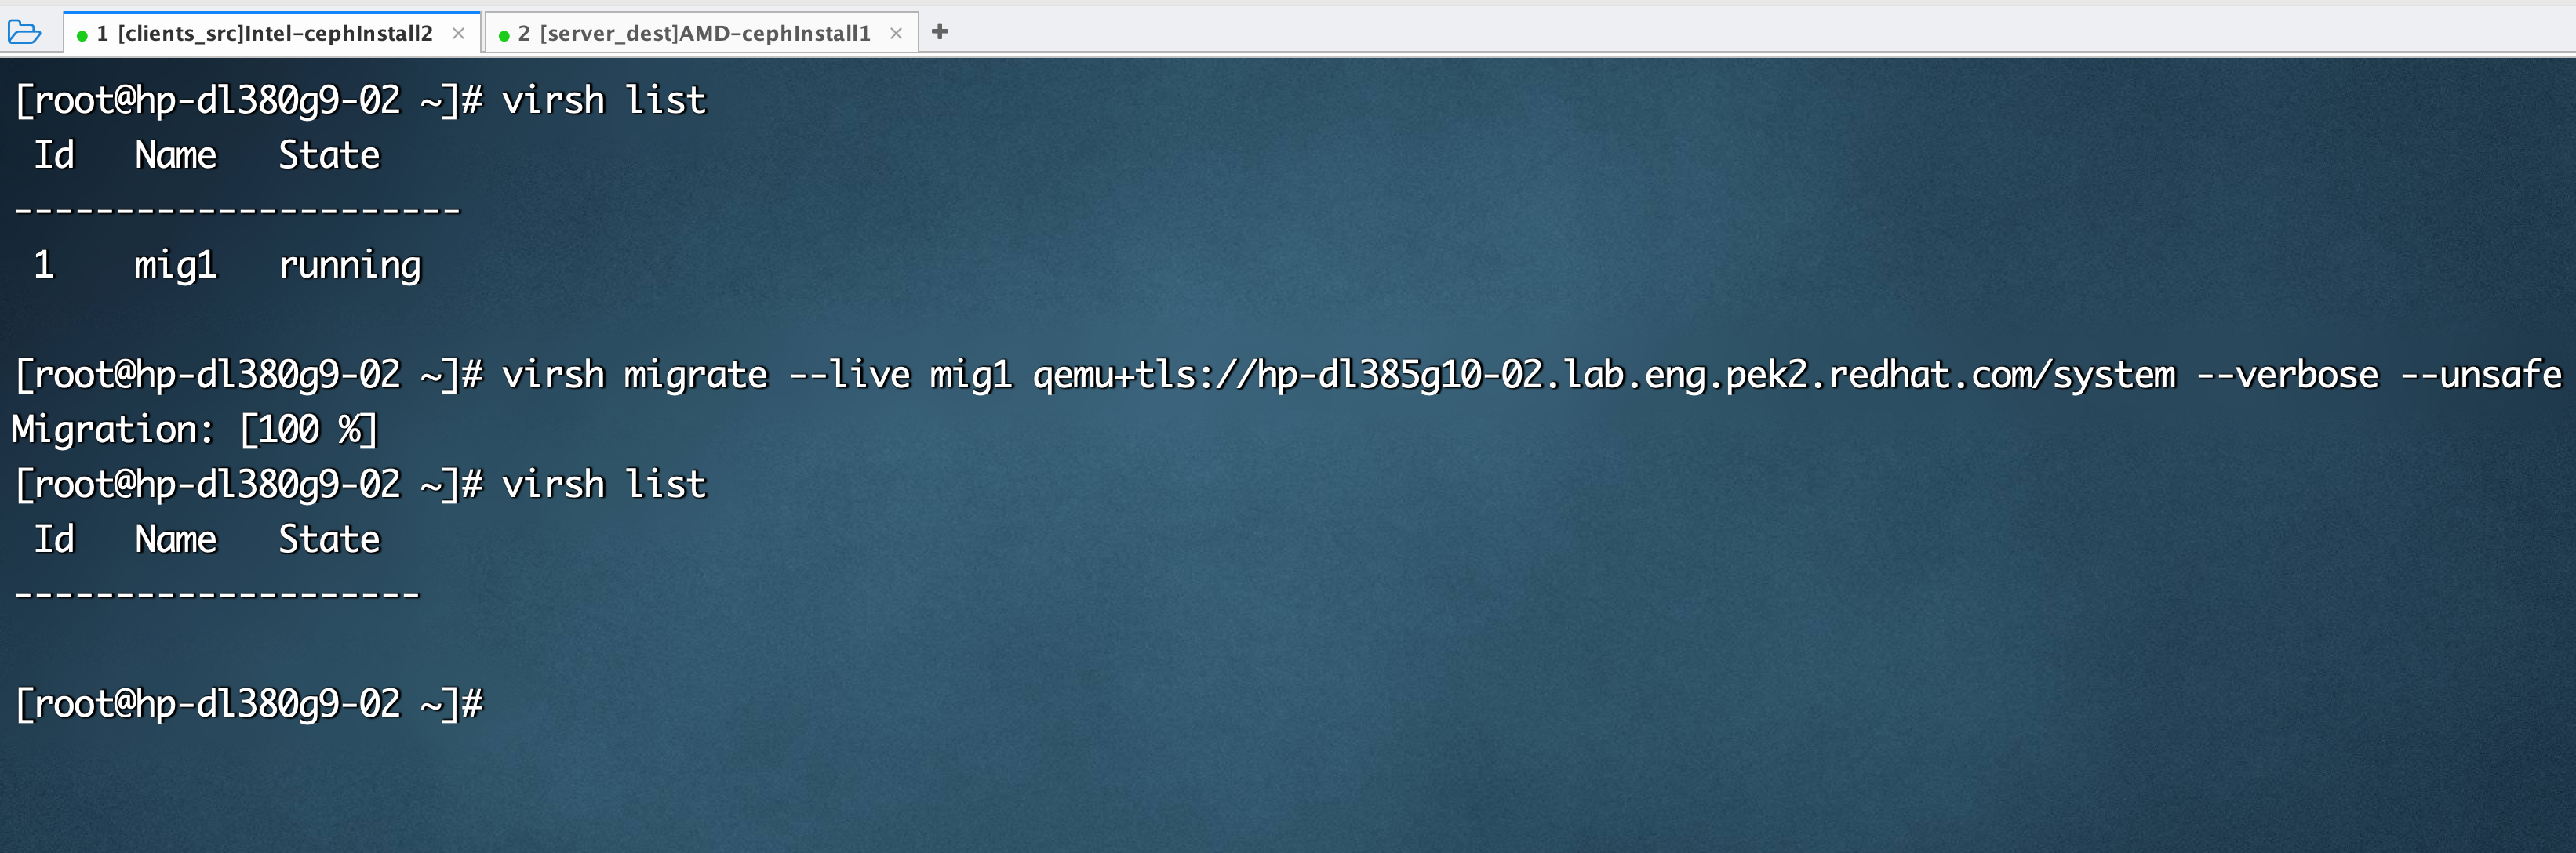 1 [clients_src]Intel-cephInstall2 × 2 [server_dest]AMD-cephInstall1 × +
[root@hp-dl380g9-02 ~]# virsh list
 Id   Name   State
----------------------
 1    mig1   running
[root@hp-dl380g9-02 ~]# virsh migrate --live mig1 qemu+tls://hp-dl385g10-02.lab.eng.pek2.redhat.com/system --verbose --unsafe
Migration: [100 %]
[root@hp-dl380g9-02 ~]# virsh list
 Id   Name   State
--------------------
[root@hp-dl380g9-02 ~]#